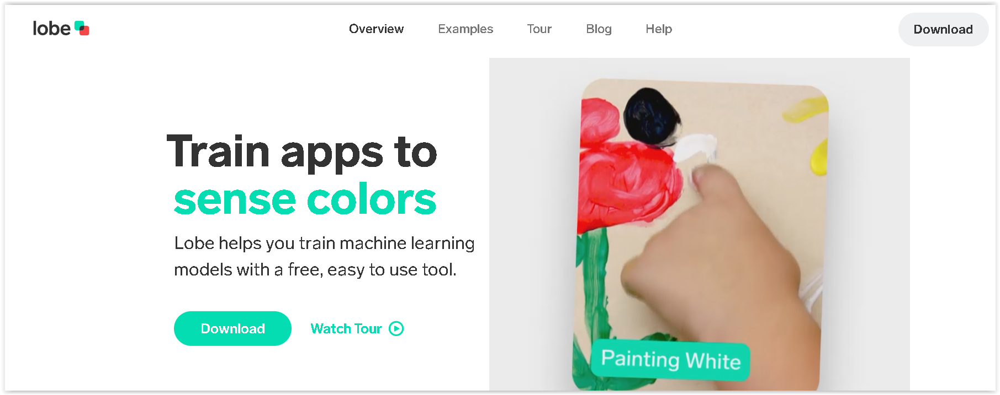 lobe
Overview Examples Tour Blog Help
Download
Train apps to
sense colors
Lobe helps you train machine learning
models with a free, easy to use tool.
Download Watch Tour
Painting White